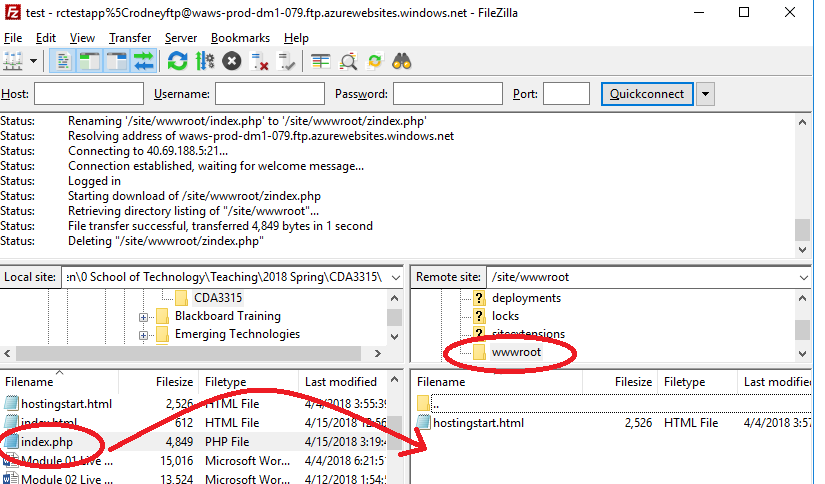 test - rctestapp%5Crodneyftp@waws-prod-dm1-079.ftp.azurewebsites.windows.net - FileZilla
File Edit View Transfer Server Bookmarks Help
Host: Username: Password: Port: Quickconnect
Status: Renaming '/site/wwwroot/index.php' to '/site/wwwroot/zindex.php'
Status: Resolving address of waws-prod-dm1-079.ftp.azurewebsites.windows.net
Status: Connecting to 40.69.188.5:21...
Status: Connection established, waiting for welcome message...
Status: Logged in
Status: Starting download of /site/wwwroot/zindex.php
Status: Retrieving directory listing of "/site/wwwroot"...
Status: File transfer successful, transferred 4,849 bytes in 1 second
Status: Deleting "/site/wwwroot/zindex.php"
Local site: en\0 School of Technology\Teaching\2018 Spring\CDA3315\
CDA3315
Blackboard Training
Emerging Technologies
Remote site: /site/wwwroot
deployments
locks
siteextensions
wwwroot
Filename Filesize Filetype Last modified
hostingstart.html 2,526 HTML File 4/4/2018 3:55:39
index.html 612 HTML File 4/15/2018 12:56
index.php 4,849 PHP File 4/15/2018 3:19:4
Module 01 Live ... 15,016 Microsoft Wor... 4/4/2018 6:21:51
Module 02 Live ... 13,524 Microsoft Wor... 4/12/2018 1:54:5
Filename Filesize Filetype Last modified
..
hostingstart.html 2,526 HTML File 4/4/2018 3:57